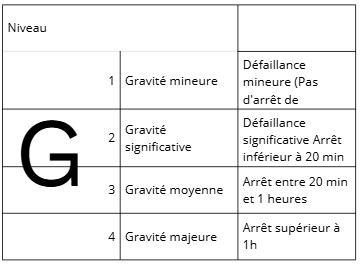 Niveau
G
1 Gravité mineure Défaillance
mineure (Pas
d'arrêt de
2 Gravité
significative Défaillance
significative Arrêt
inférieur à 20 min
3 Gravité moyenne Arrêt entre 20 min
et 1 heures
4 Gravité majeure Arrêt supérieur à
1h